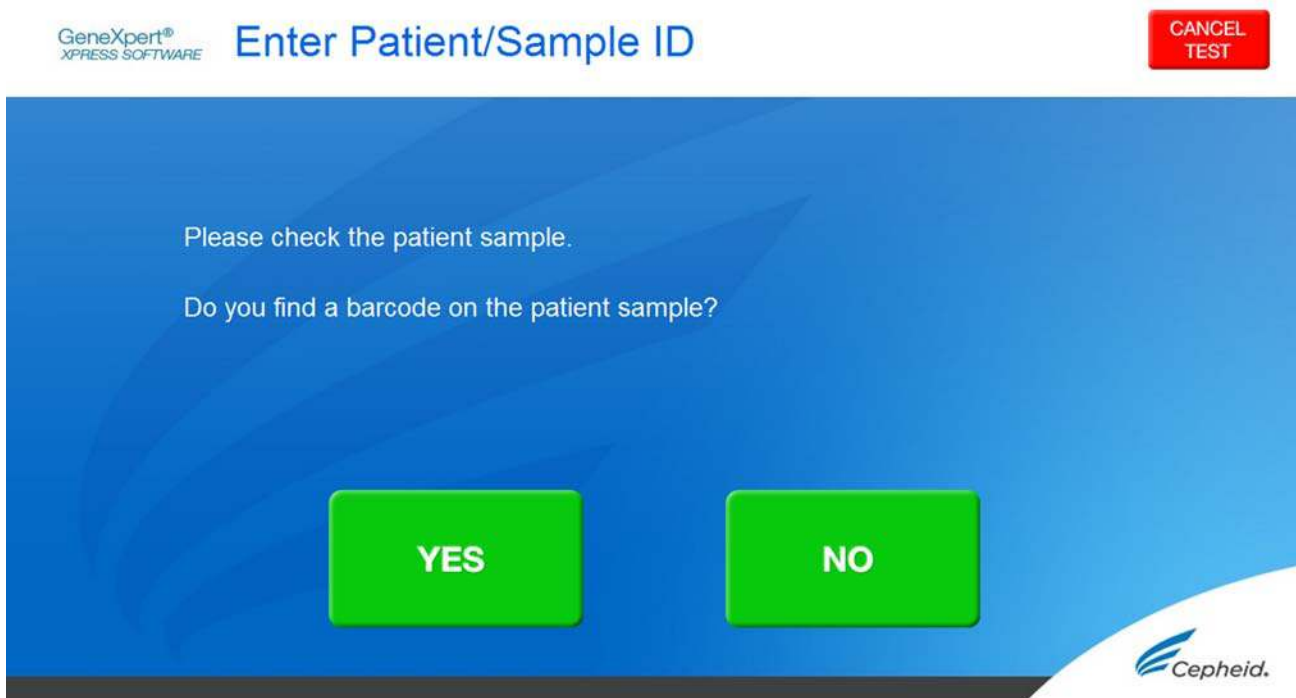 GeneXpert®
XPRESS SOFTWARE
Enter Patient/Sample ID
CANCEL
TEST
Please check the patient sample.
Do you find a barcode on the patient sample?
YES
NO
Cepheid.